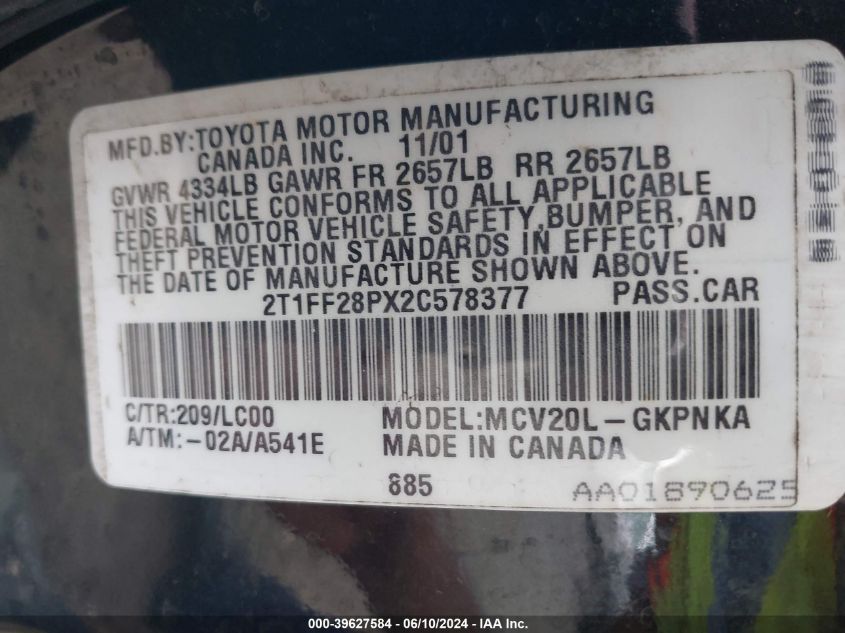 MFD.BY:TOYOTA MOTOR MANUFACTURING
CANADA INC. 11/01
GVWR 4334LB GAWR FR 2657LB RR 2657LB
THIS VEHICLE CONFORMS TO ALL APPLICABLE
FEDERAL MOTOR VEHICLE SAFETY,BUMPER, AND
THEFT PREVENTION STANDARDS IN EFFECT ON
THE DATE OF MANUFACTURE SHOWN ABOVE.
2T1FF28PX2C578377 PASS.CAR
C/TR:209/LC00 MODEL:MCV20L-GKPNKA
A/TM:-02A/A541E MADE IN CANADA
885 AA01890625
000-39627584 / 06/10/2024 - IAAI.com